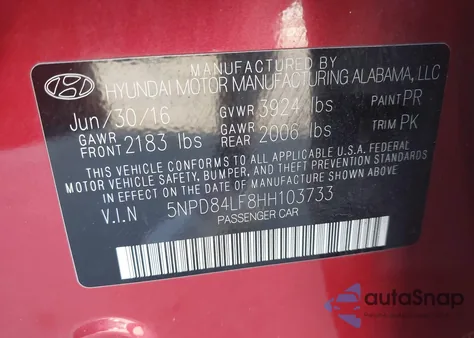 MANUFACTURED BY
HYUNDAI MOTOR MANUFACTURING ALABAMA, LLC
Jun/30/16 GVWR 3924 lbs PAINT PR
GAWR FRONT 2183 lbs GAWR REAR 2006 lbs TRIM PK
THIS VEHICLE CONFORMS TO ALL APPLICABLE U.S.A. FEDERAL
MOTOR VEHICLE SAFETY, BUMPER, AND THEFT PREVENTION STANDARDS
IN EFFECT ON THE DATE OF MANUFACTURE SHOWN ABOVE.
V.I.N 5NPD84LF8HH103733
PASSENGER CAR
autoSnap